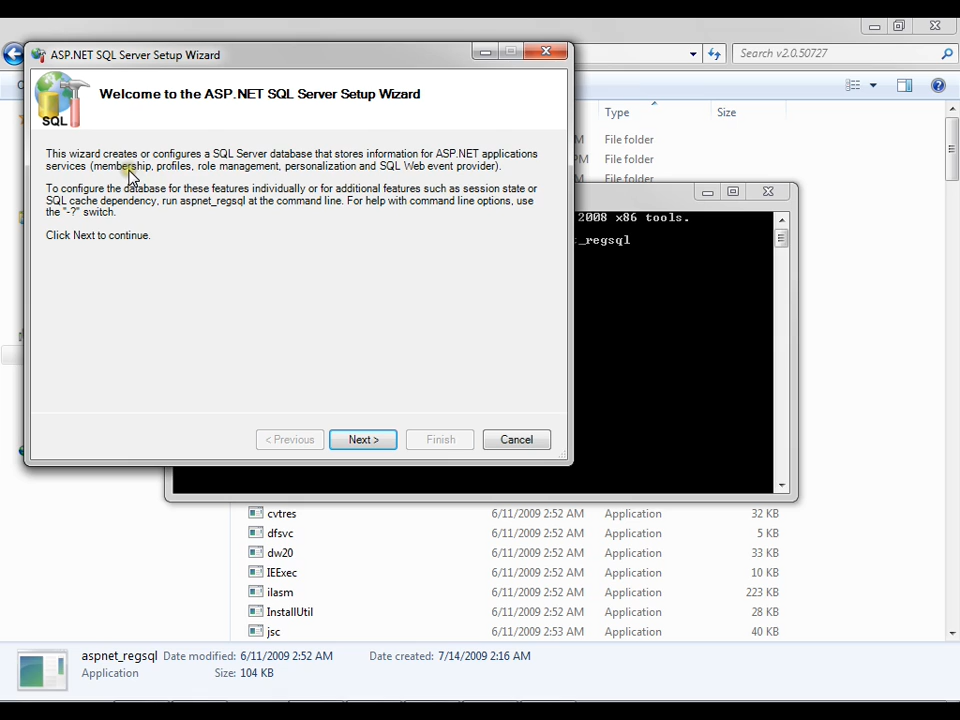 ASP.NET SQL Server Setup Wizard
Search v2.0.50727
SQL
Welcome to the ASP.NET SQL Server Setup Wizard
This wizard creates or configures a SQL Server database that stores information for ASP.NET applications
services (membership, profiles, role management, personalization and SQL Web event provider).
To configure the database for these features individually or for additional features such as session state or
SQL cache dependency, run aspnet_regsql at the command line. For help with command line options, use
the "-?" switch.
Click Next to continue.
< Previous
Next >
Finish
Cancel
Type
Size
File folder
File folder
File folder
2008 x86 tools.
_regsql
cvtres 6/11/2009 2:52 AM Application 32 KB
dfsvc 6/11/2009 2:52 AM Application 5 KB
dw20 6/11/2009 2:52 AM Application 33 KB
IEExec 6/11/2009 2:52 AM Application 10 KB
ilasm 6/11/2009 2:52 AM Application 223 KB
InstallUtil 6/11/2009 2:52 AM Application 28 KB
jsc 6/11/2009 2:53 AM Application 40 KB
aspnet_regsql Date modified: 6/11/2009 2:52 AM Date created: 7/14/2009 2:16 AM
Application Size: 104 KB